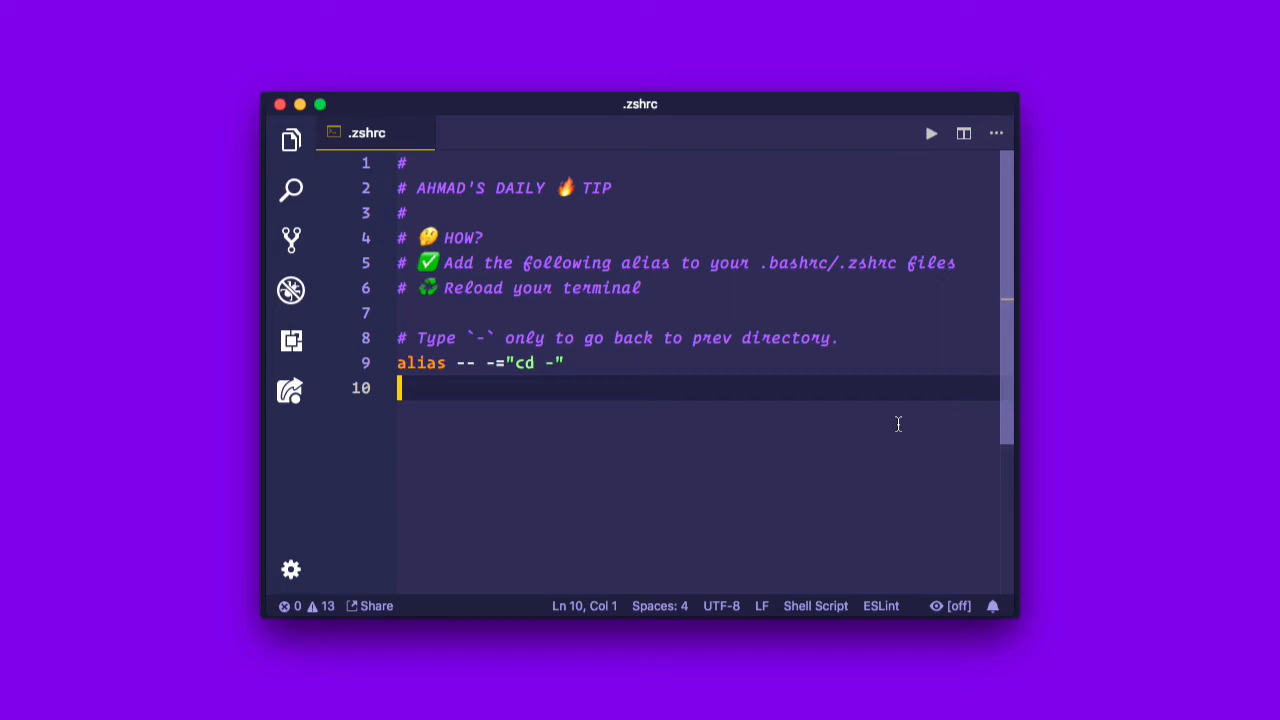 .zshrc
.zshrc
1 #
2 # AHMAD'S DAILY 🔥 TIP
3 #
4 # 🤔 HOW?
5 # ✅ Add the following alias to your .bashrc/.zshrc files
6 # ♻️ Reload your terminal
7
8 # Type `-` only to go back to prev directory.
9 alias -- -="cd -"
10
0 13 Share Ln 10, Col 1 Spaces: 4 UTF-8 LF Shell Script ESLint [off]